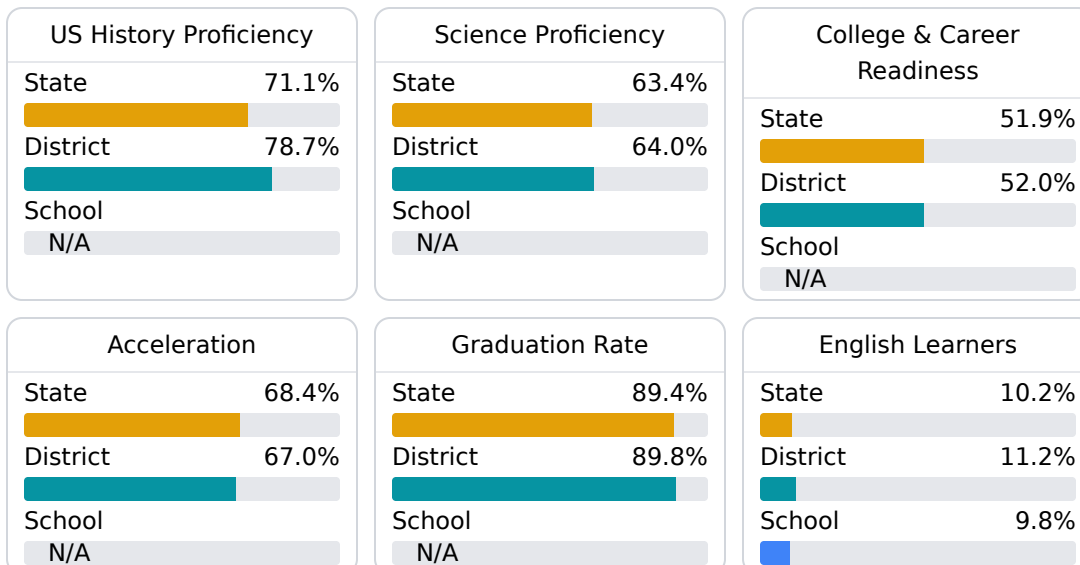 US History Proficiency
State 71.1%
District 78.7%
School
N/A
Science Proficiency
State 63.4%
District 64.0%
School
N/A
College & Career
Readiness
State 51.9%
District 52.0%
School
N/A
Acceleration
State 68.4%
District 67.0%
School
N/A
Graduation Rate
State 89.4%
District 89.8%
School
N/A
English Learners
State 10.2%
District 11.2%
School 9.8%